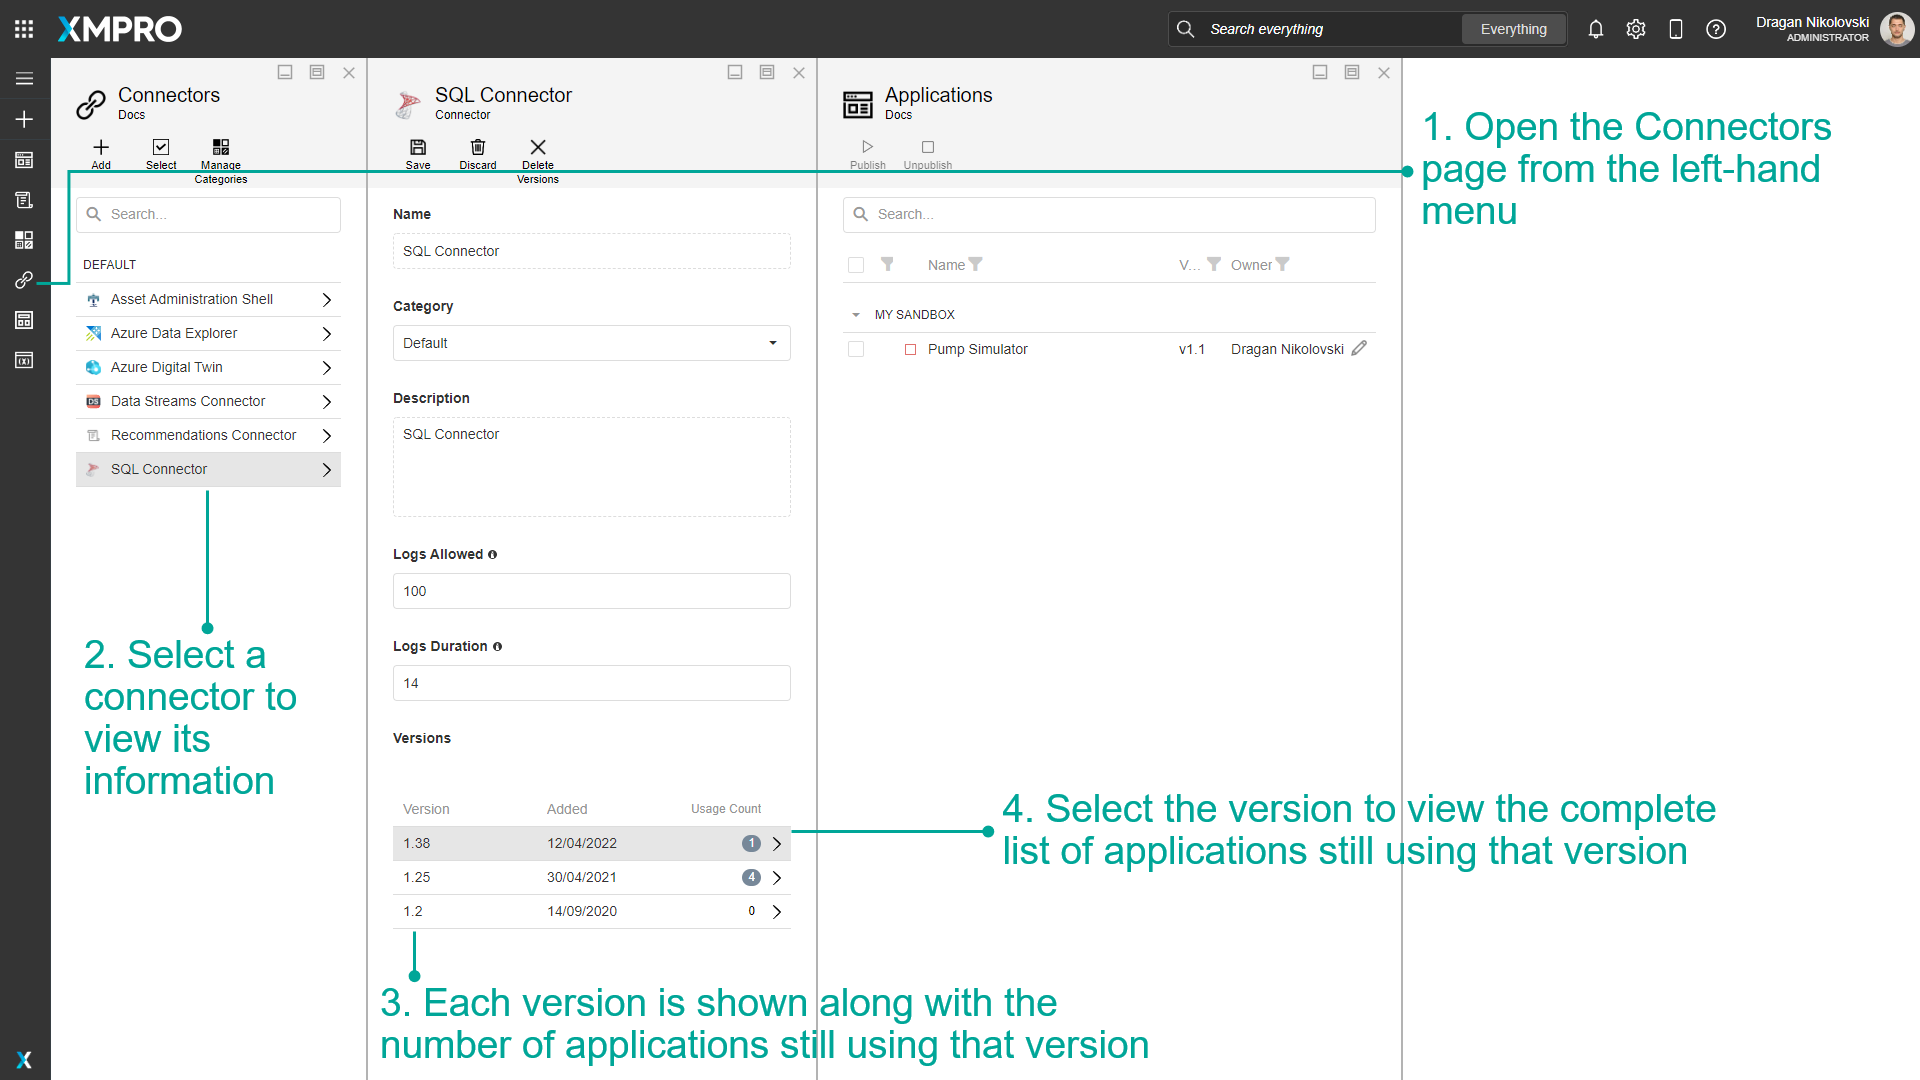 XMPRO
Search everything
Everything
Dragan Nikolovski
ADMINISTRATOR
Connectors
Docs
Add
Select
Manage
Categories
Search...
DEFAULT
Asset Administration Shell
Azure Data Explorer
Azure Digital Twin
DS
Data Streams Connector
Recommendations Connector
SQL Connector
2. Select a
connector to
view its
information
SQL Connector
Connector
Save
Discard
Delete
Versions
Name
SQL Connector
Category
Default
Description
SQL Connector
Logs Allowed
100
Logs Duration
14
Versions
Version Added Usage Count
1.38 12/04/2022 1
1.25 30/04/2021 4
1.2 14/09/2020 0
3. Each version is shown along with the
number of applications still using that version
Applications
Docs
Publish
Unpublish
Search...
Name V... Owner
MY SANDBOX
Pump Simulator v1.1 Dragan Nikolovski
1. Open the Connectors
page from the left-hand
menu
4. Select the version to view the complete
list of applications still using that version
X